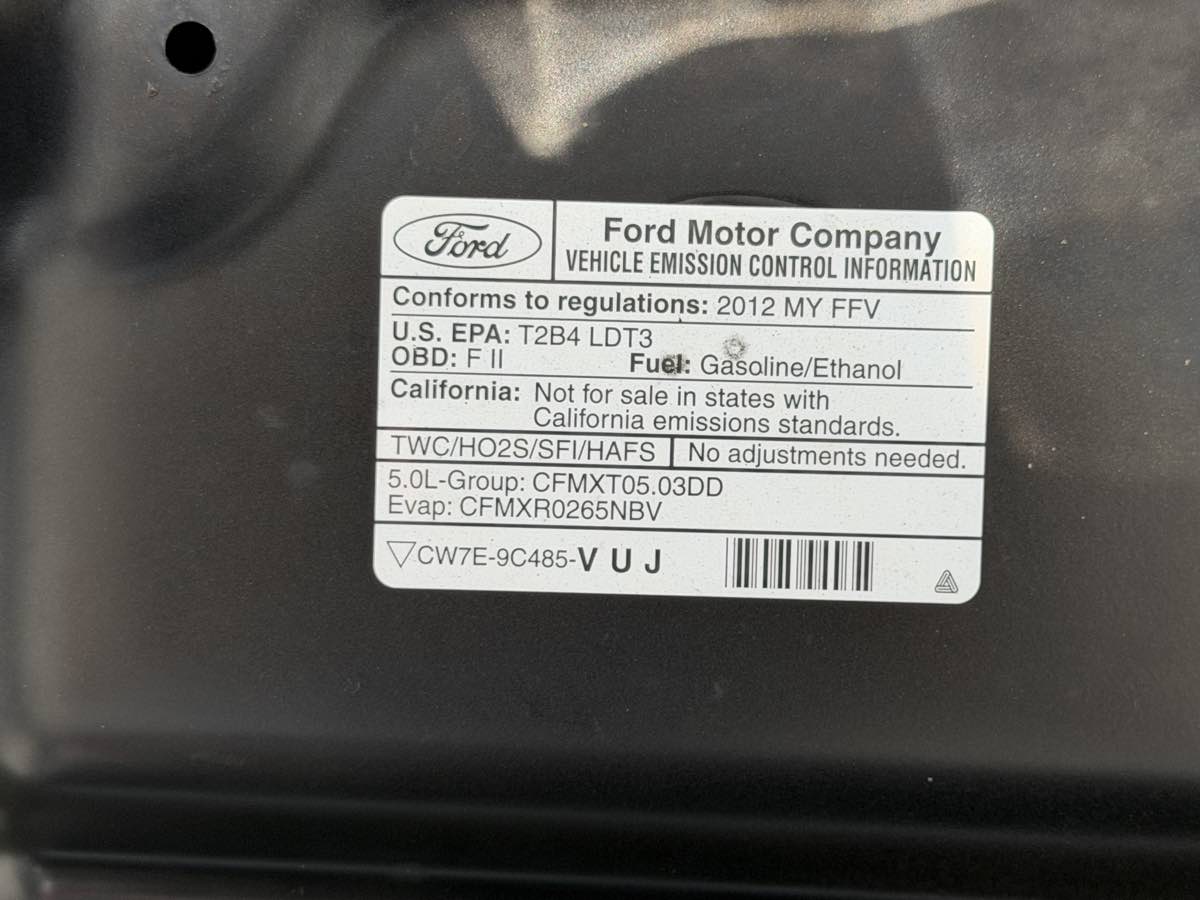 Ford
Ford Motor Company
VEHICLE EMISSION CONTROL INFORMATION
Conforms to regulations: 2012 MY FFV
U.S. EPA: T2B4 LDT3
OBD: F II Fuel: Gasoline/Ethanol
California: Not for sale in states with
California emissions standards.
TWC/HO2S/SFI/HAFS No adjustments needed.
5.0L-Group: CFMXT05.03DD
Evap: CFMXR0265NBV
CW7E-9C485-VUJ